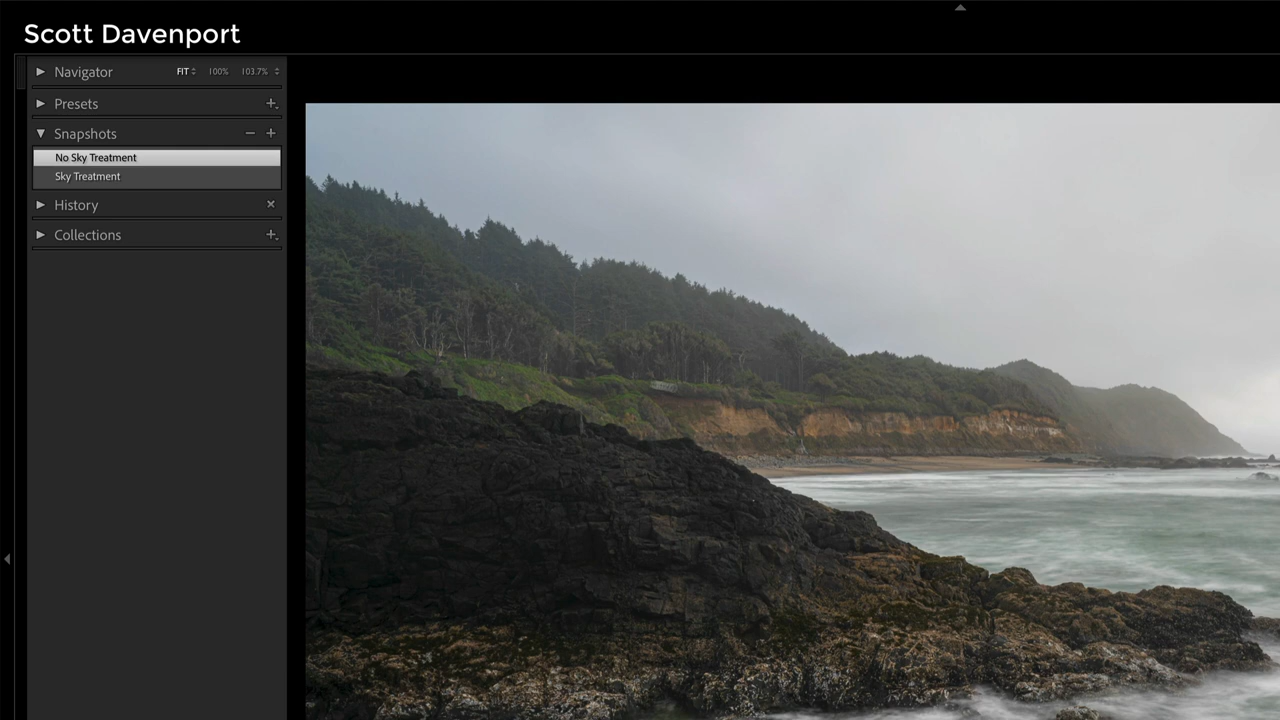 Scott Davenport
Navigator FIT 100% 103.7%
Presets
Snapshots
No Sky Treatment
Sky Treatment
History
Collections